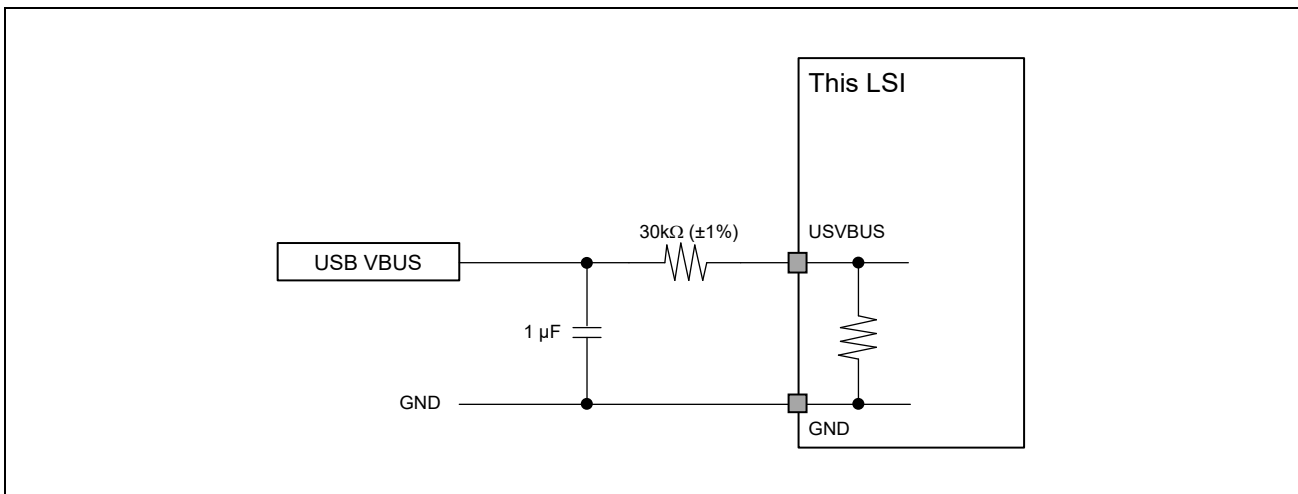 This LSI
30kΩ (±1%)
USVBUS
USB VBUS
1 µF
GND
GND